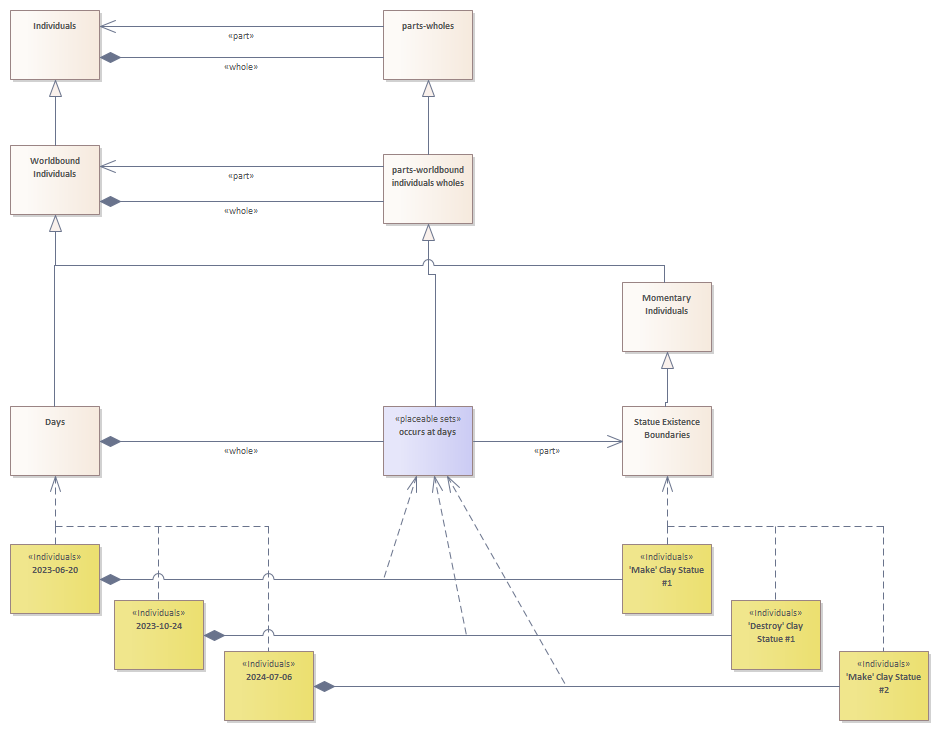 Individuals
parts-wholes
«part»
«whole»
Worldbound
Individuals
parts-worldbound
individuals wholes
«part»
«whole»
Momentary
Individuals
Days
«placeable sets»
occurs at days
Statue Existence
Boundaries
«whole»
«part»
«Individuals»
2023-06-20
«Individuals»
'Make' Clay Statue
#1
«Individuals»
2023-10-24
«Individuals»
'Destroy' Clay
Statue #1
«Individuals»
2024-07-06
«Individuals»
'Make' Clay Statue
#2